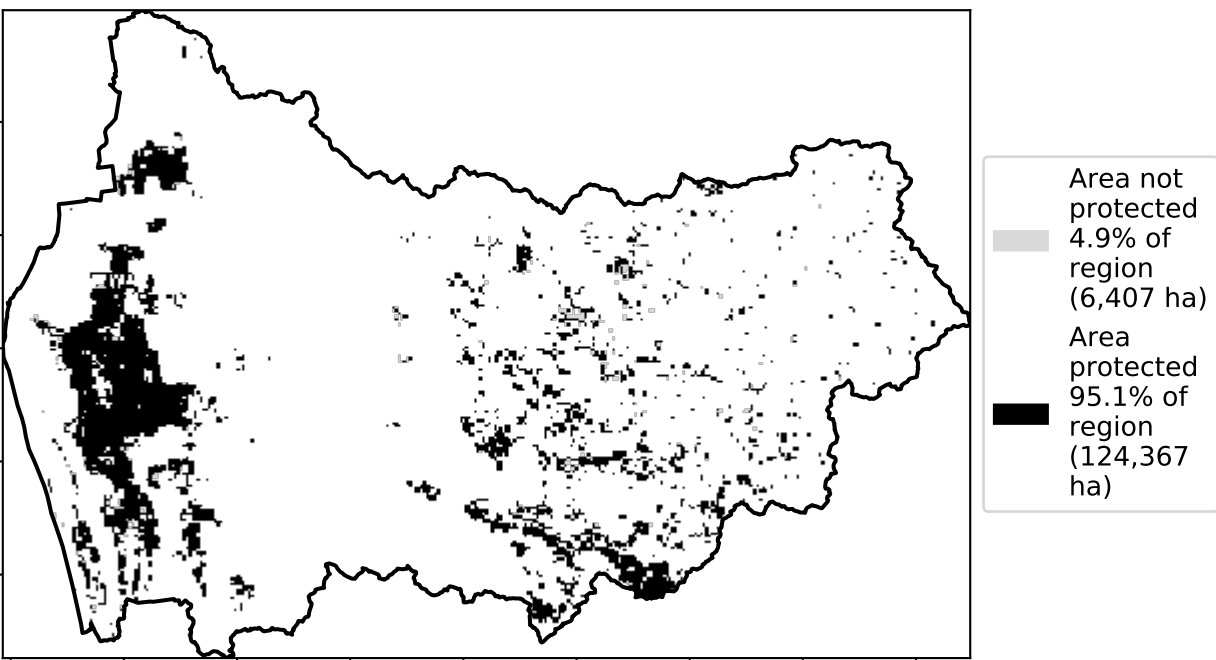 Area not
protected
4.9% of
region
(6,407 ha)
Area
protected
95.1% of
region
(124,367
ha)